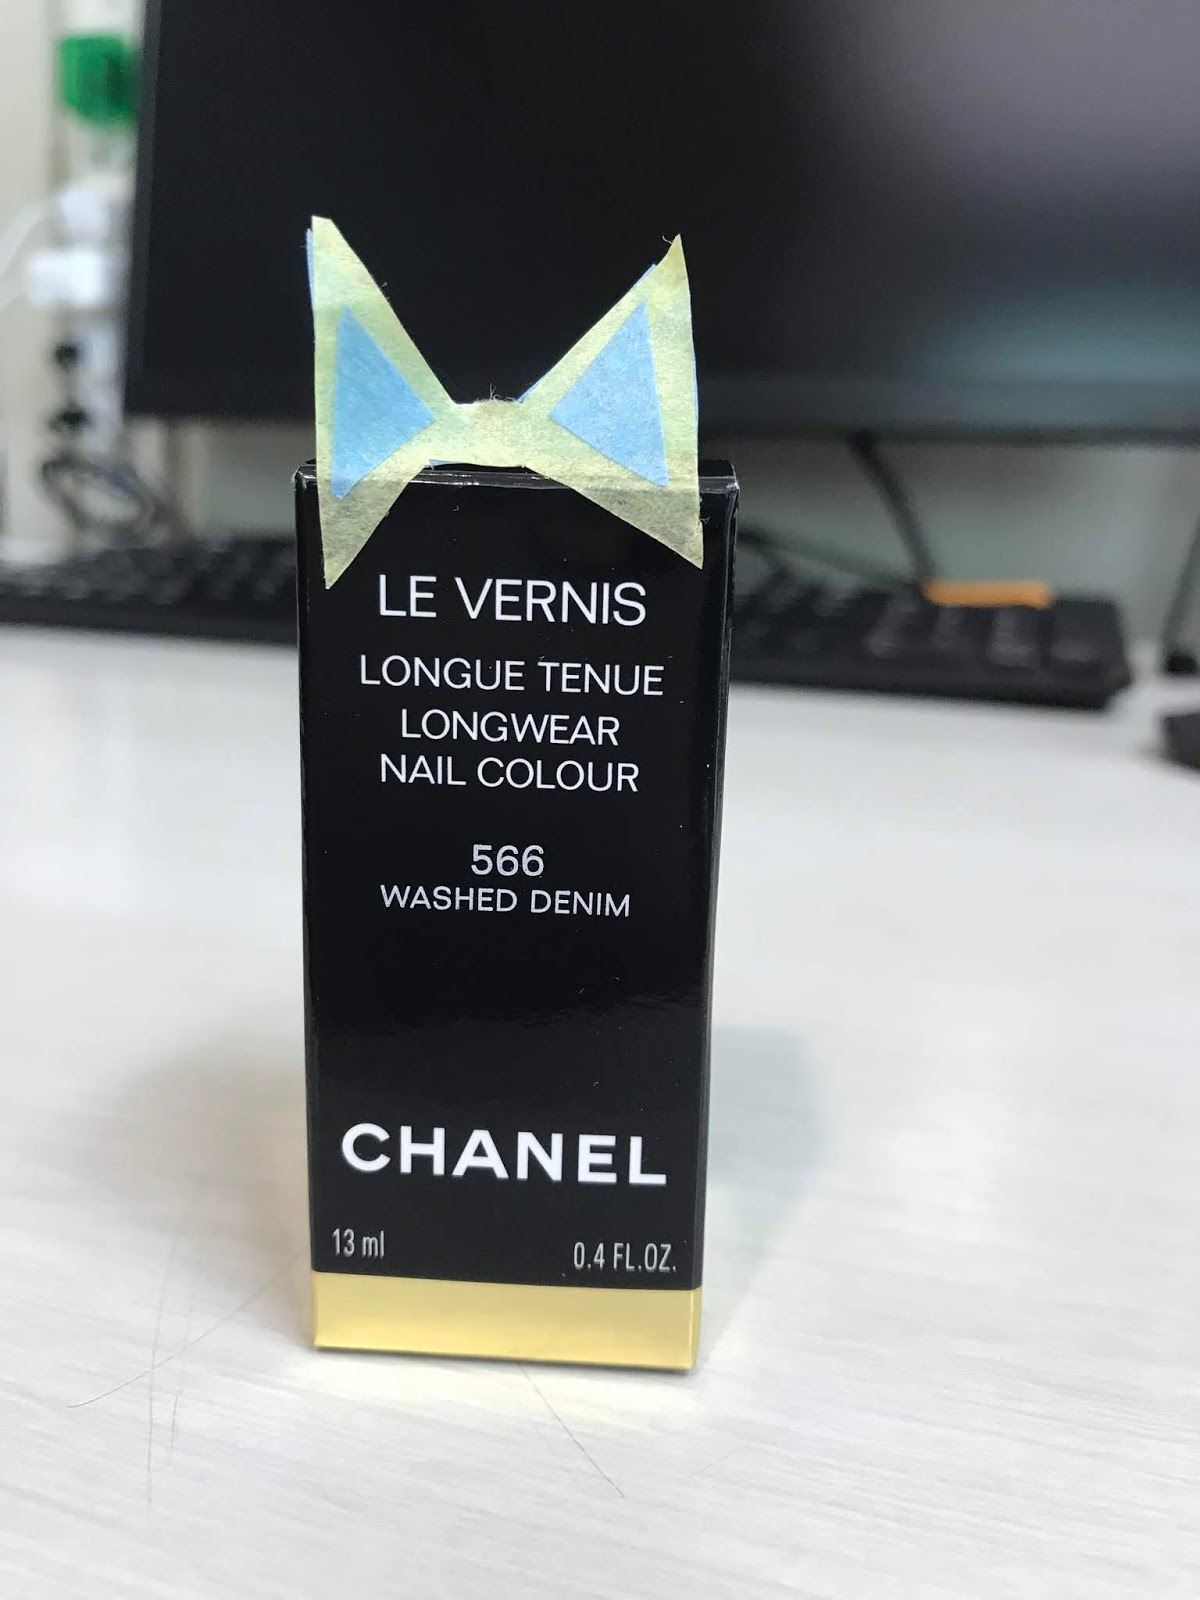 LE VERNIS
LONGUE TENUE
LONGWEAR
NAIL COLOUR
566
WASHED DENIM
CHANEL
13 ml 0.4 FL.OZ.